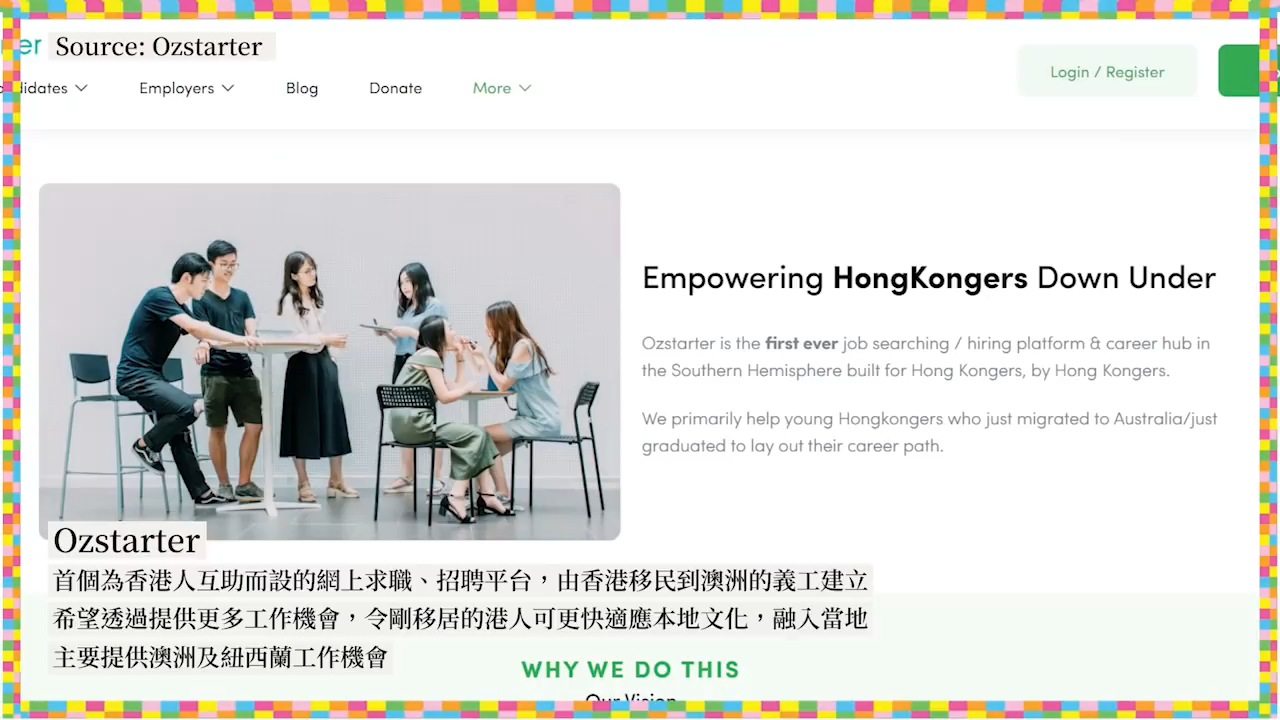 er
Source: Ozstarter
didates
Employers
Blog
Donate
More
Login / Register
Empowering HongKongers Down Under
Ozstarter is the first ever job searching / hiring platform & career hub in
the Southern Hemisphere built for Hong Kongers, by Hong Kongers.
We primarily help young Hongkongers who just migrated to Australia/just
graduated to lay out their career path.
Ozstarter
首個為香港人互助而設的網上求職、招聘平台，由香港移民到澳洲的義工建立
希望透過提供更多工作機會，令剛移居的港人可更快適應本地文化，融入當地
主要提供澳洲及紐西蘭工作機會
WHY WE DO THIS
Our Vision